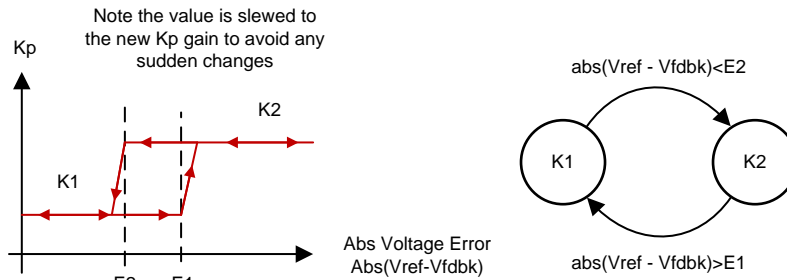 Note the value is slewed to
the new Kp gain to avoid any
sudden changes
Kp
K2
K1
E2 E1
Abs Voltage Error
Abs(Vref-Vfdbk)
abs(Vref - Vfdbk)<E2
K1
K2
abs(Vref - Vfdbk)>E1